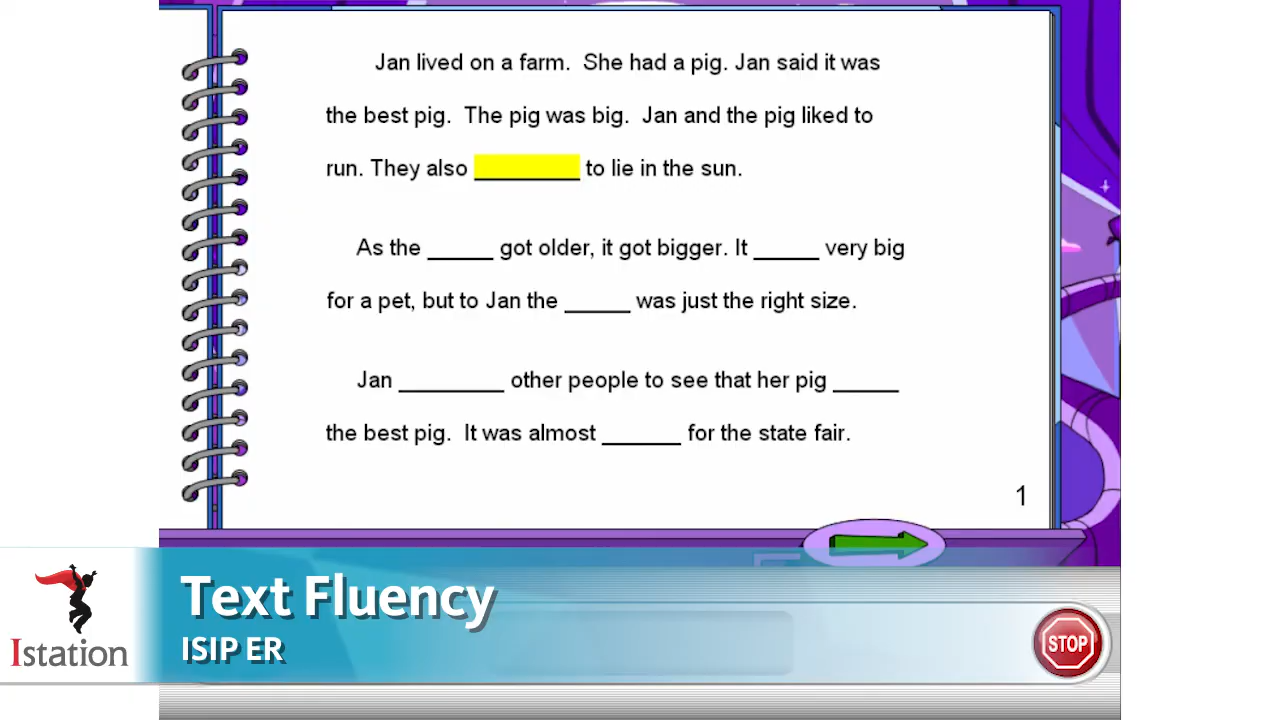 Jan lived on a farm.  She had a pig. Jan said it was
the best pig.  The pig was big.  Jan and the pig liked to
run. They also ________ to lie in the sun.
As the _____ got older, it got bigger. It _____ very big
for a pet, but to Jan the _____ was just the right size.
Jan ________ other people to see that her pig _____
the best pig.  It was almost ______ for the state fair.
1
Text Fluency
ISIP ER
Istation
STOP